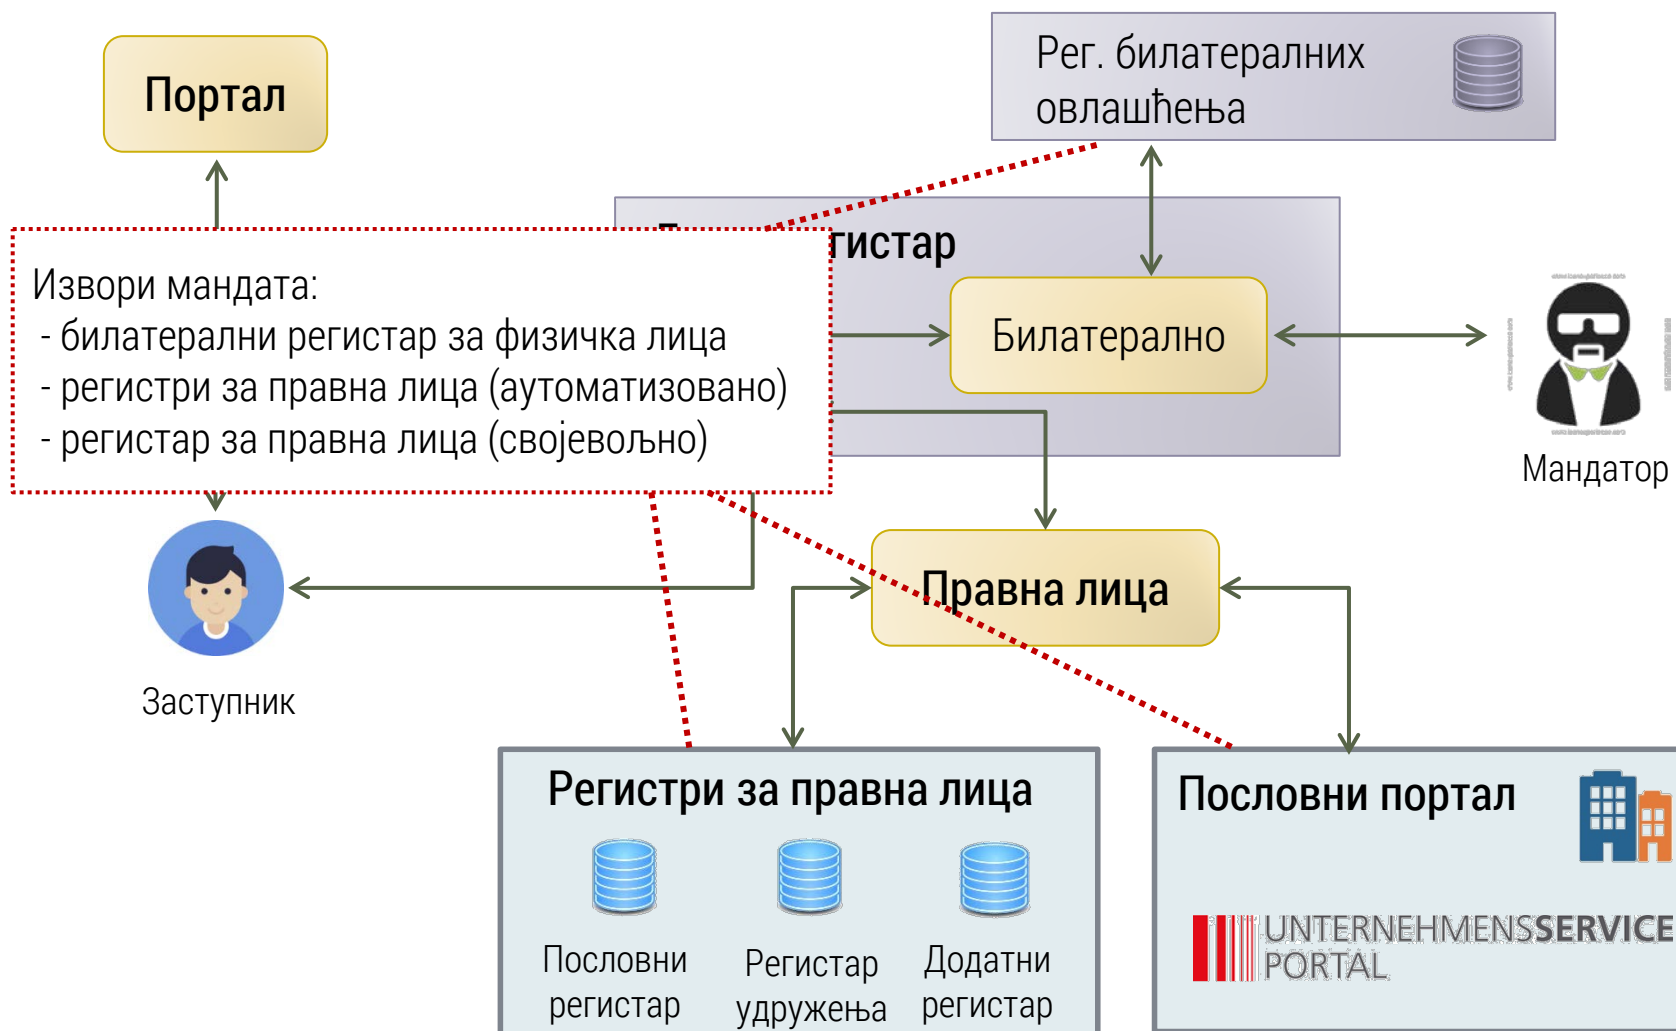 Портал
Рег. билатералних
овлашћења
гистар
Извори мандата:
- билатерални регистар за физичка лица
- регистри за правна лица (аутоматизовано)
- регистар за правна лица (својевољно)
Билатерално
Мандатор
Правна лица
Заступник
Регистри за правна лица
Пословни
регистар
Регистар
удружења
Додатни
регистар
Пословни портал
UNTERNEHMENSSERVICE
PORTAL